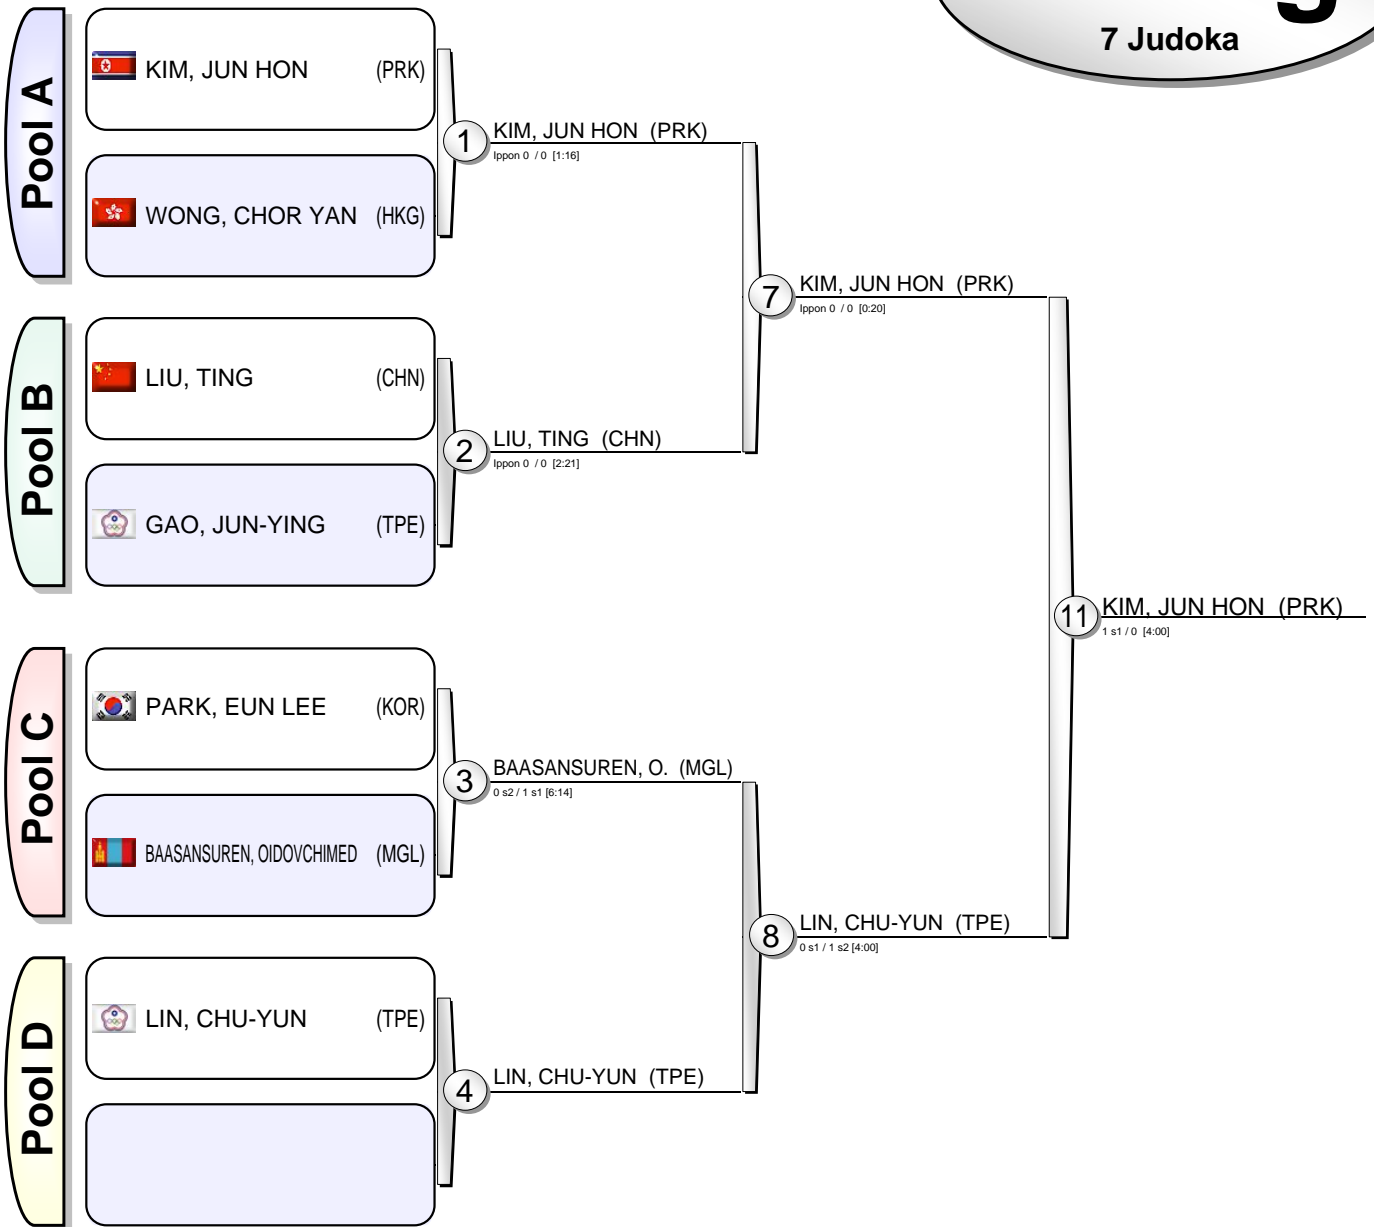 7 Judoka
Pool A
KIM, JUN HON (PRK)
WONG, CHOR YAN (HKG)
1 KIM, JUN HON (PRK)
Ippon 0 / 0 [1:16]
7 KIM, JUN HON (PRK)
Ippon 0 / 0 [0:20]
Pool B
LIU, TING (CHN)
GAO, JUN-YING (TPE)
2 LIU, TING (CHN)
Ippon 0 / 0 [2:21]
11 KIM, JUN HON (PRK)
1 s1 / 0 [4:00]
Pool C
PARK, EUN LEE (KOR)
BAASANSUREN, OIDOVCHIMED (MGL)
3 BAASANSUREN, O. (MGL)
0 s2 / 1 s1 [6:14]
8 LIN, CHU-YUN (TPE)
0 s1 / 1 s2 [4:00]
Pool D
LIN, CHU-YUN (TPE)
4 LIN, CHU-YUN (TPE)